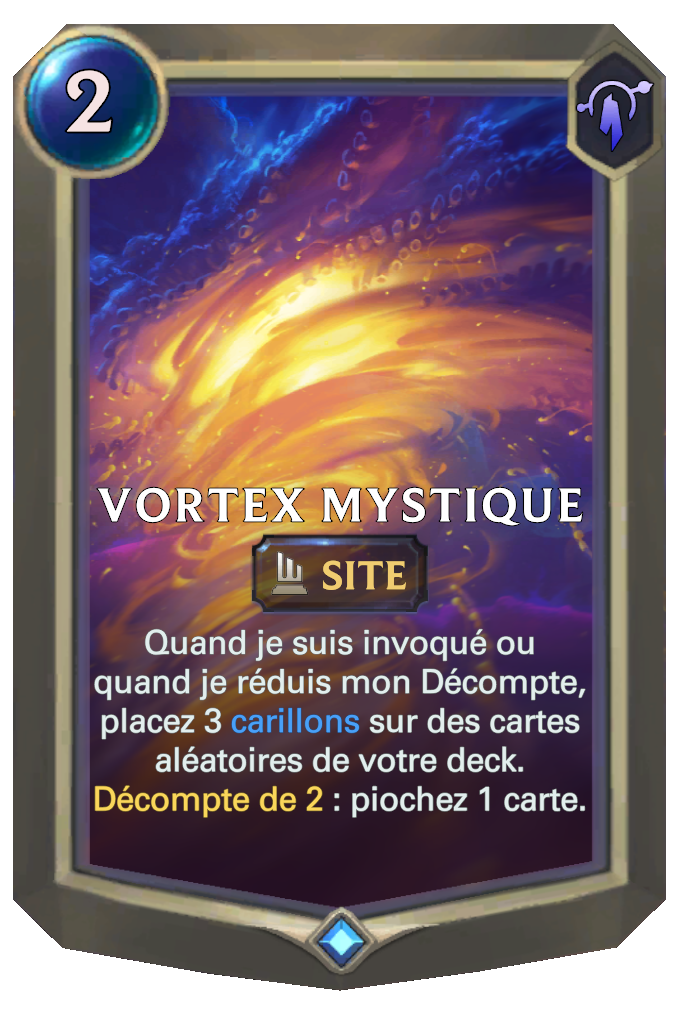 2
VORTEX MYSTIQUE
SITE
Quand je suis invoqué ou
quand je réduis mon Décompte,
placez 3 carillons sur des cartes
aléatoires de votre deck.
Décompte de 2 : piochez 1 carte.